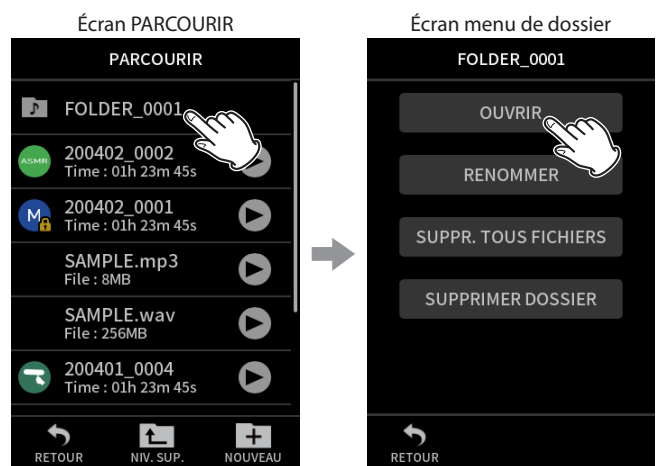 Écran PARCOURIR
PARCOURIR
FOLDER_0001
ASMR
200402_0002
Time : 01h 23m 45s
M
200402_0001
Time : 01h 23m 45s
SAMPLE.mp3
File : 8MB
SAMPLE.wav
File : 256MB
200401_0004
Time : 01h 23m 45s
RETOUR
NIV. SUP.
NOUVEAU
Écran menu de dossier
FOLDER_0001
OUVRIR
RENOMMER
SUPPR. TOUS FICHIERS
SUPPRIMER DOSSIER
RETOUR